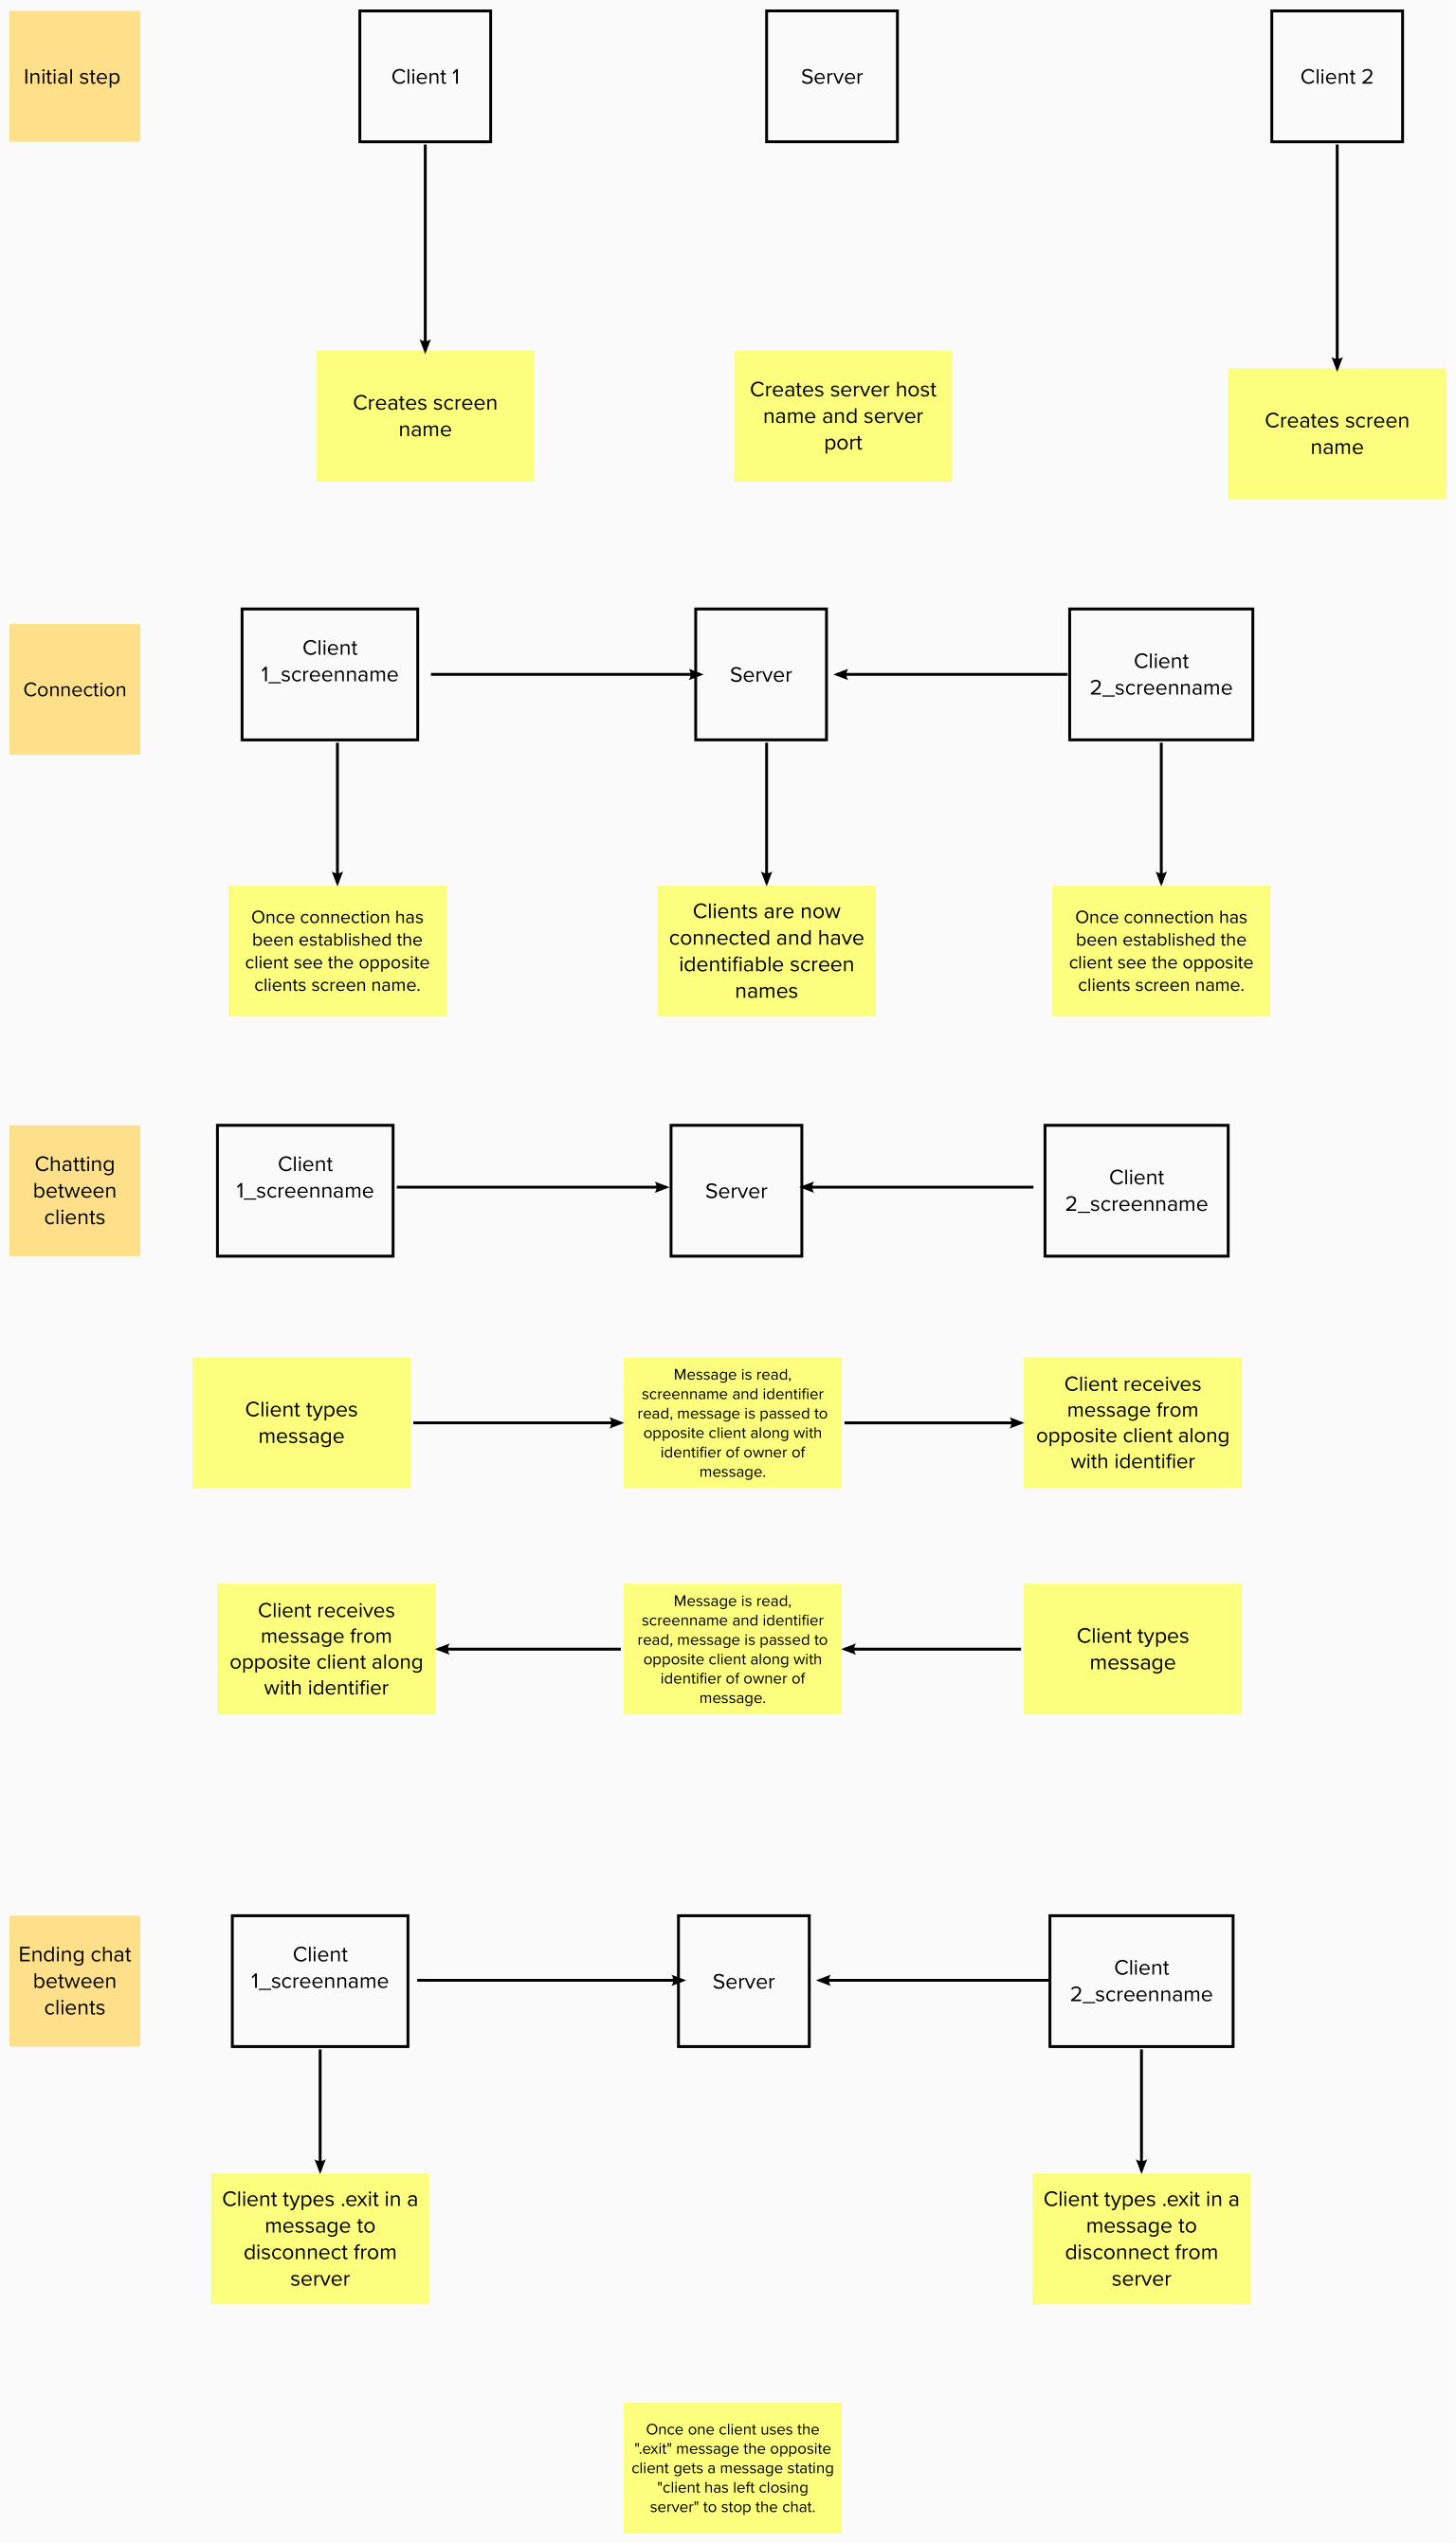 Initial step
Client 1
Server
Client 2
Creates screen
name
Creates server host
name and server
port
Creates screen
name
Connection
Client
1_screenname
Server
Client
2_screenname
Once connection has
been established the
client see the opposite
clients screen name.
Clients are now
connected and have
identifiable screen
names
Once connection has
been established the
client see the opposite
clients screen name.
Chatting
between
clients
Client
1_screenname
Server
Client
2_screenname
Client types
message
Message is read,
screenname and identifier
read, message is passed to
opposite client along with
identifier of owner of
message.
Client receives
message from
opposite client along
with identifier
Client receives
message from
opposite client along
with identifier
Message is read,
screenname and identifier
read, message is passed to
opposite client along with
identifier of owner of
message.
Client types
message
Ending chat
between
clients
Client
1_screenname
Server
Client
2_screenname
Client types .exit in a
message to
disconnect from
server
Client types .exit in a
message to
disconnect from
server
Once one client uses the
".exit" message the opposite
client gets a message stating
"client has left closing
server" to stop the chat.